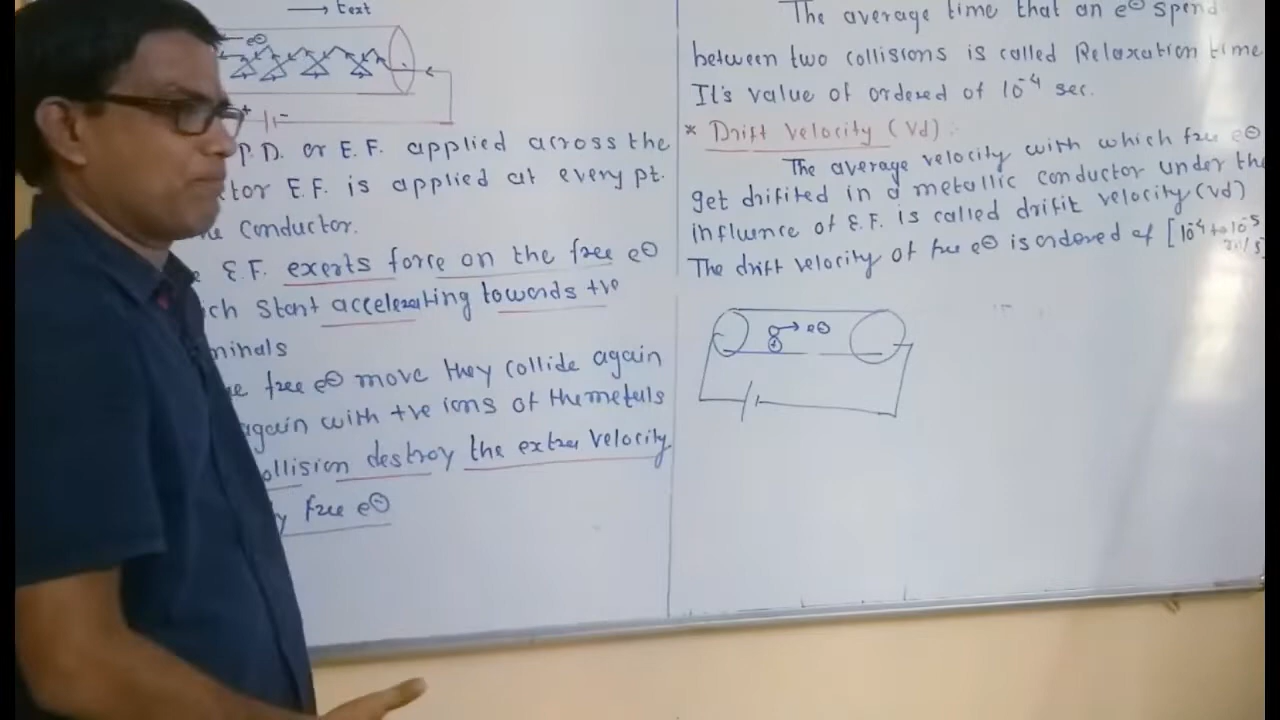 → Eext
e⊖
+ -
P.D. or E.F. applied across the
tor E.F. is applied at every pt.
Conductor.
E.F. exerts force on the free e⊖
ch start accelerating towards +ve
minals
free e⊖ move they collide again
again with +ve ions of the metals
ollision destroy the extra velocity
y free e⊖
The average time that an e⊖ spend
between two collisions is called Relaxation time
It's value of ordered of 10⁻⁴ sec.
* Drift velocity (Vd) :
The average velocity with which free e⊖
get drifited in a metallic conductor under the
influence of E.F. is called drifit velocity (Vd)
The drift velocity of free e⊖ is ordered of [10⁻⁴ to 10⁻⁵
m/s]
e⊖
+